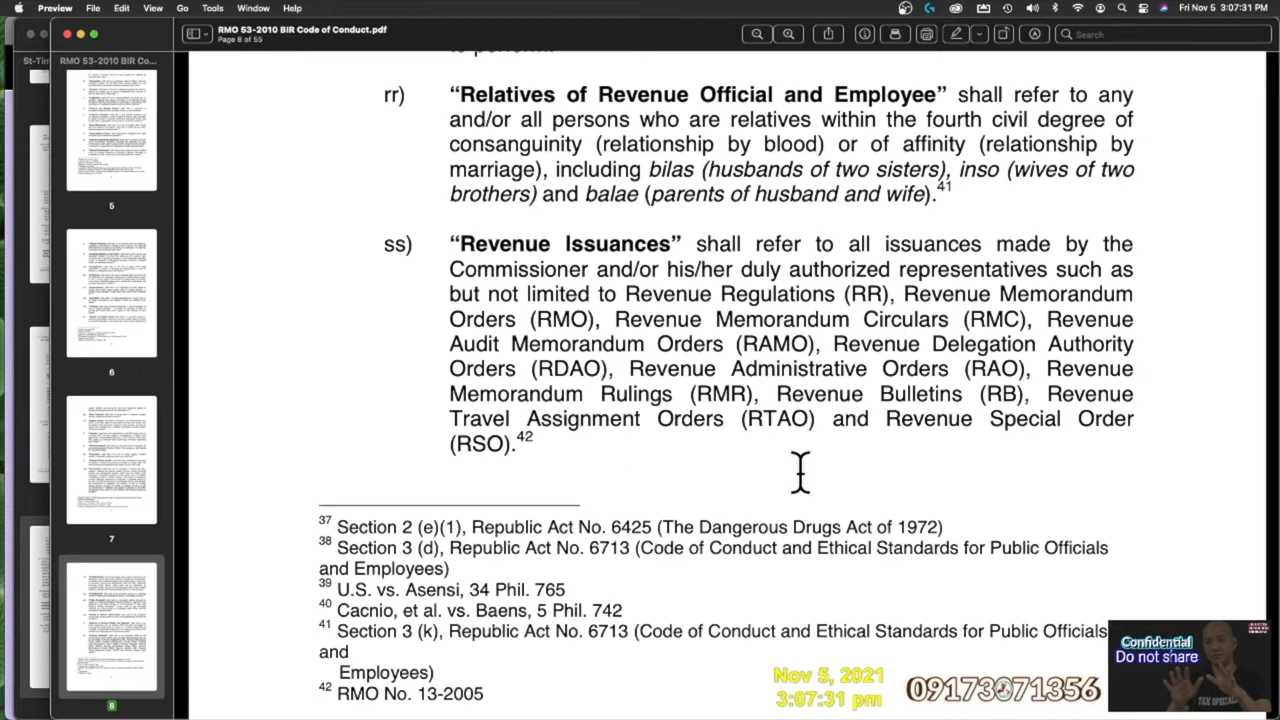 Preview File Edit View Go Tools Window Help
Fri Nov 5 3:07:31 PM
St-Tim
RMO 53-2010 BIR Co...
RMO 53-2010 BIR Code of Conduct.pdf
Page 8 of 55
Search
rr) “Relative of Revenue Official and Employee” shall refer to any
and/or all persons who are relatives within the fourth civil degree of
consanguinity (relationship by blood) or of affinity (relationship by
marriage), including bilas (husbands of two sisters), inso (wives of two
brothers) and balae (parents of husband and wife).41
ss) “Revenue Issuances” shall refer to all issuances made by the
Commissioner and/or his/her duly authorized representatives such as
but not limited to Revenue Regulations (RR), Revenue Memorandum
Orders (RMO), Revenue Memorandum Circulars (RMC), Revenue
Audit Memorandum Orders (RAMO), Revenue Delegation Authority
Orders (RDAO), Revenue Administrative Orders (RAO), Revenue
Memorandum Rulings (RMR), Revenue Bulletins (RB), Revenue
Travel Assignment Orders (RTAO) and Revenue Special Order
(RSO).42
37 Section 2 (e)(1), Republic Act No. 6425 (The Dangerous Drugs Act of 1972)
38 Section 3 (d), Republic Act No. 6713 (Code of Conduct and Ethical Standards for Public Officials
and Employees)
39 U.S. vs. Asensi, 34 Phil. 765
40 Cacnio, et al. vs. Baens, 5 Phil. 742
41 Section 3 (k), Republic Act No. 6713 (Code of Conduct and Ethical Standards for Public Officials
and
Employees)
42 RMO No. 13-2005
5
6
7
8
Nov 5, 2021
3:07:31 pm
09173071356
Confidential
Do not share